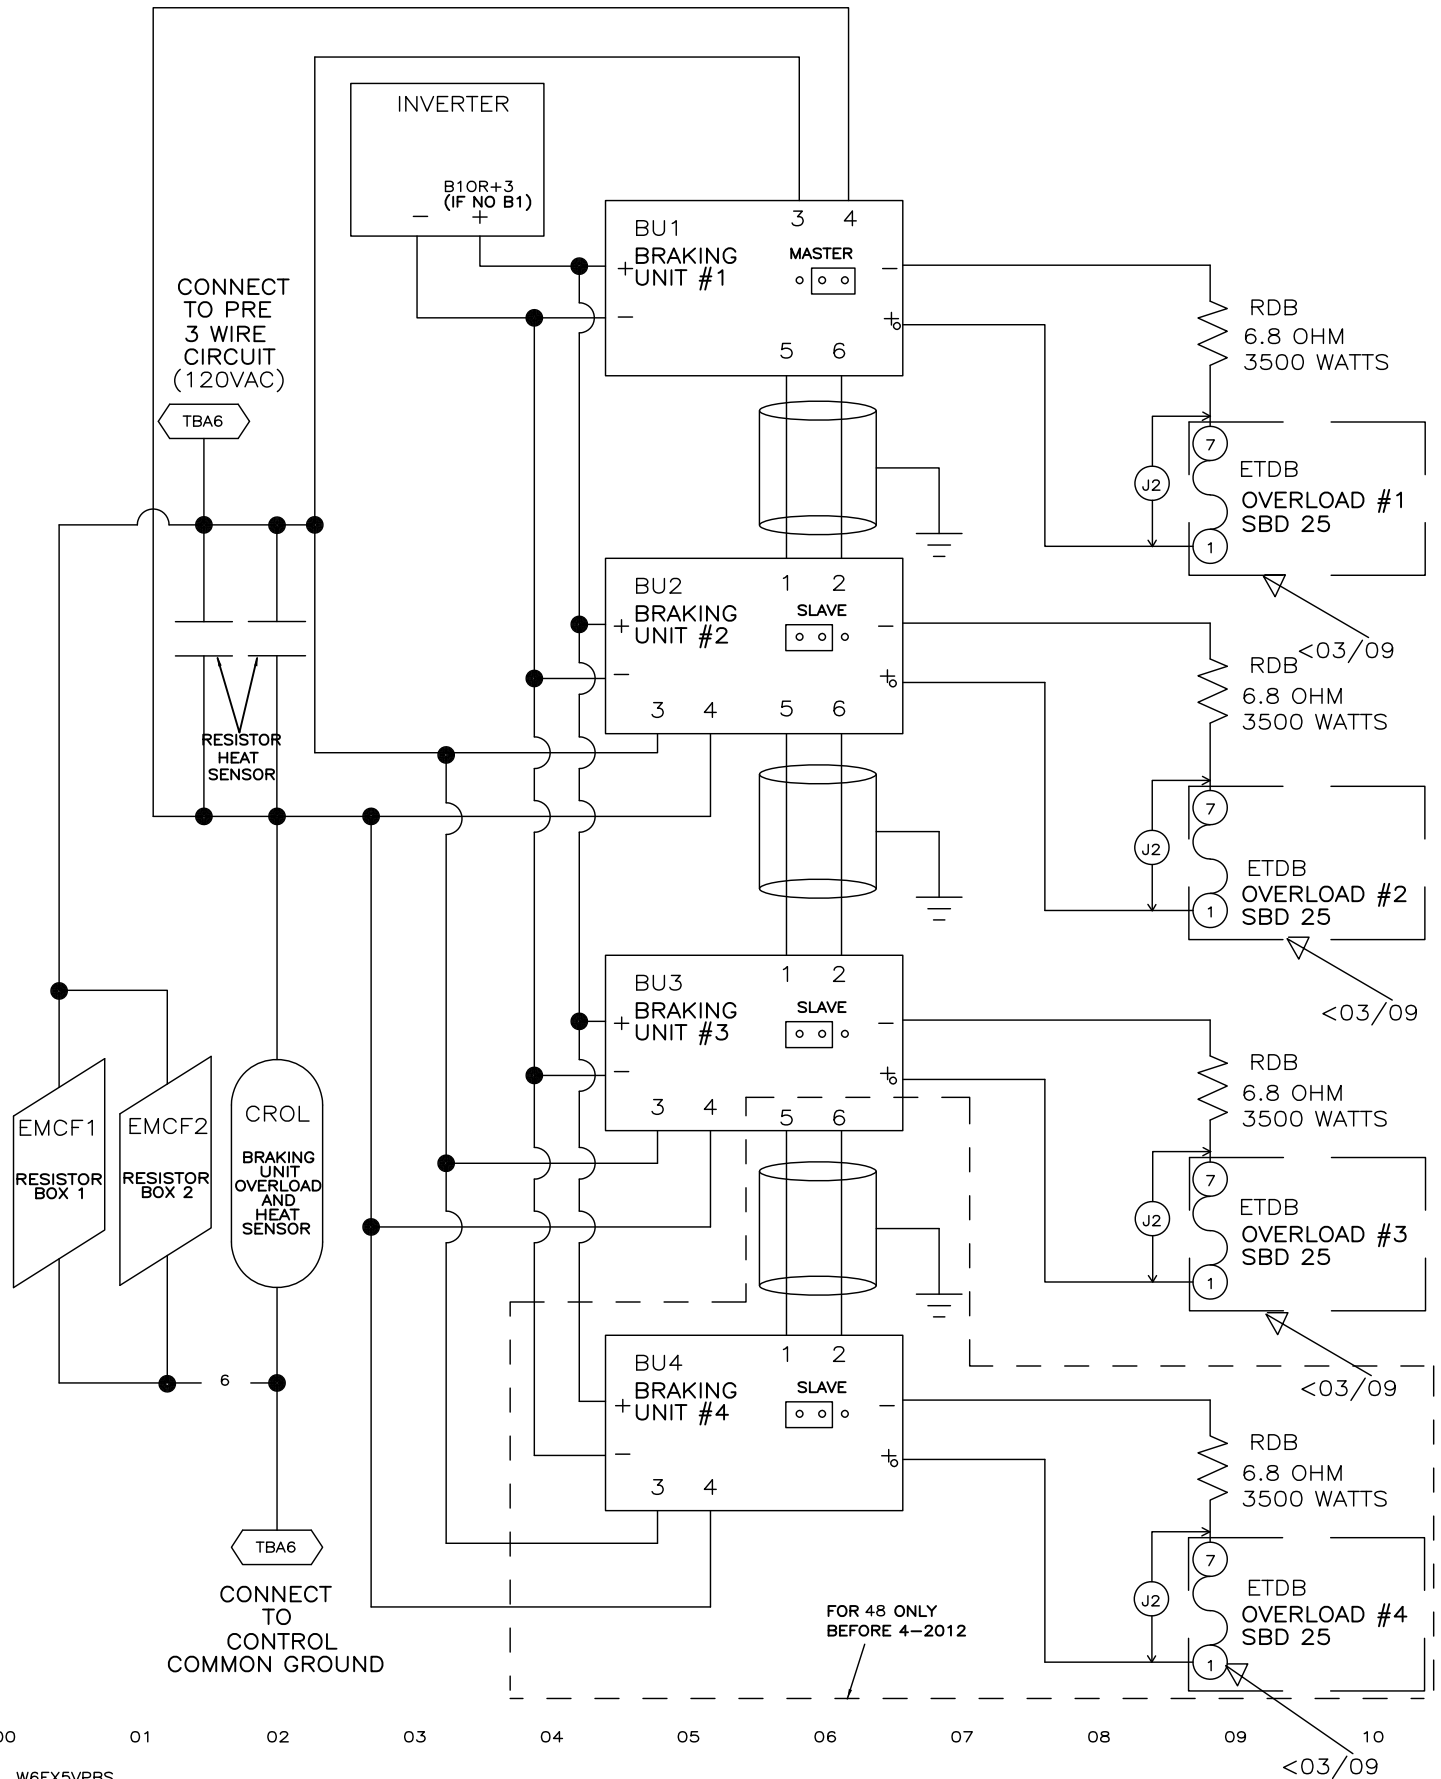 INVERTER
B1OR+3
(IF NO B1)
− +
3 4
BU1
BRAKING
UNIT #1
MASTER
+
−
−
+
5 6
RDB
6.8 OHM
3500 WATTS
CONNECT
TO PRE
3 WIRE
CIRCUIT
(120VAC)
TBA6
7
J2
1
ETDB
OVERLOAD #1
SBD 25
<03/09
1 2
BU2
BRAKING
UNIT #2
SLAVE
+
−
−
+
3 4 5 6
RDB
6.8 OHM
3500 WATTS
RESISTOR
HEAT
SENSOR
7
J2
1
ETDB
OVERLOAD #2
SBD 25
<03/09
1 2
BU3
BRAKING
UNIT #3
SLAVE
+
−
−
+
3 4 5 6
RDB
6.8 OHM
3500 WATTS
EMCF1
RESISTOR
BOX 1
EMCF2
RESISTOR
BOX 2
CROL
BRAKING
UNIT
OVERLOAD
AND
HEAT
SENSOR
7
J2
1
ETDB
OVERLOAD #3
SBD 25
<03/09
6
1 2
BU4
BRAKING
UNIT #4
SLAVE
+
−
−
+
3 4
RDB
6.8 OHM
3500 WATTS
TBA6
CONNECT
TO
CONTROL
COMMON GROUND
7
J2
1
ETDB
OVERLOAD #4
SBD 25
<03/09
FOR 48 ONLY
BEFORE 4−2012
00 01 02 03 04 05 06 07 08 09 10